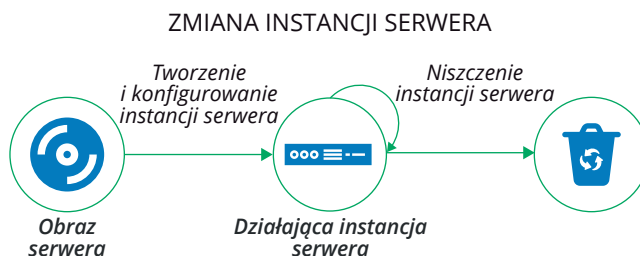 ZMIANA INSTANCJI SERWERA
Tworzenie
i konfigurowanie
instancji serwera
Niszczenie
instancji serwera
Obraz
serwera
Działająca instancja
serwera